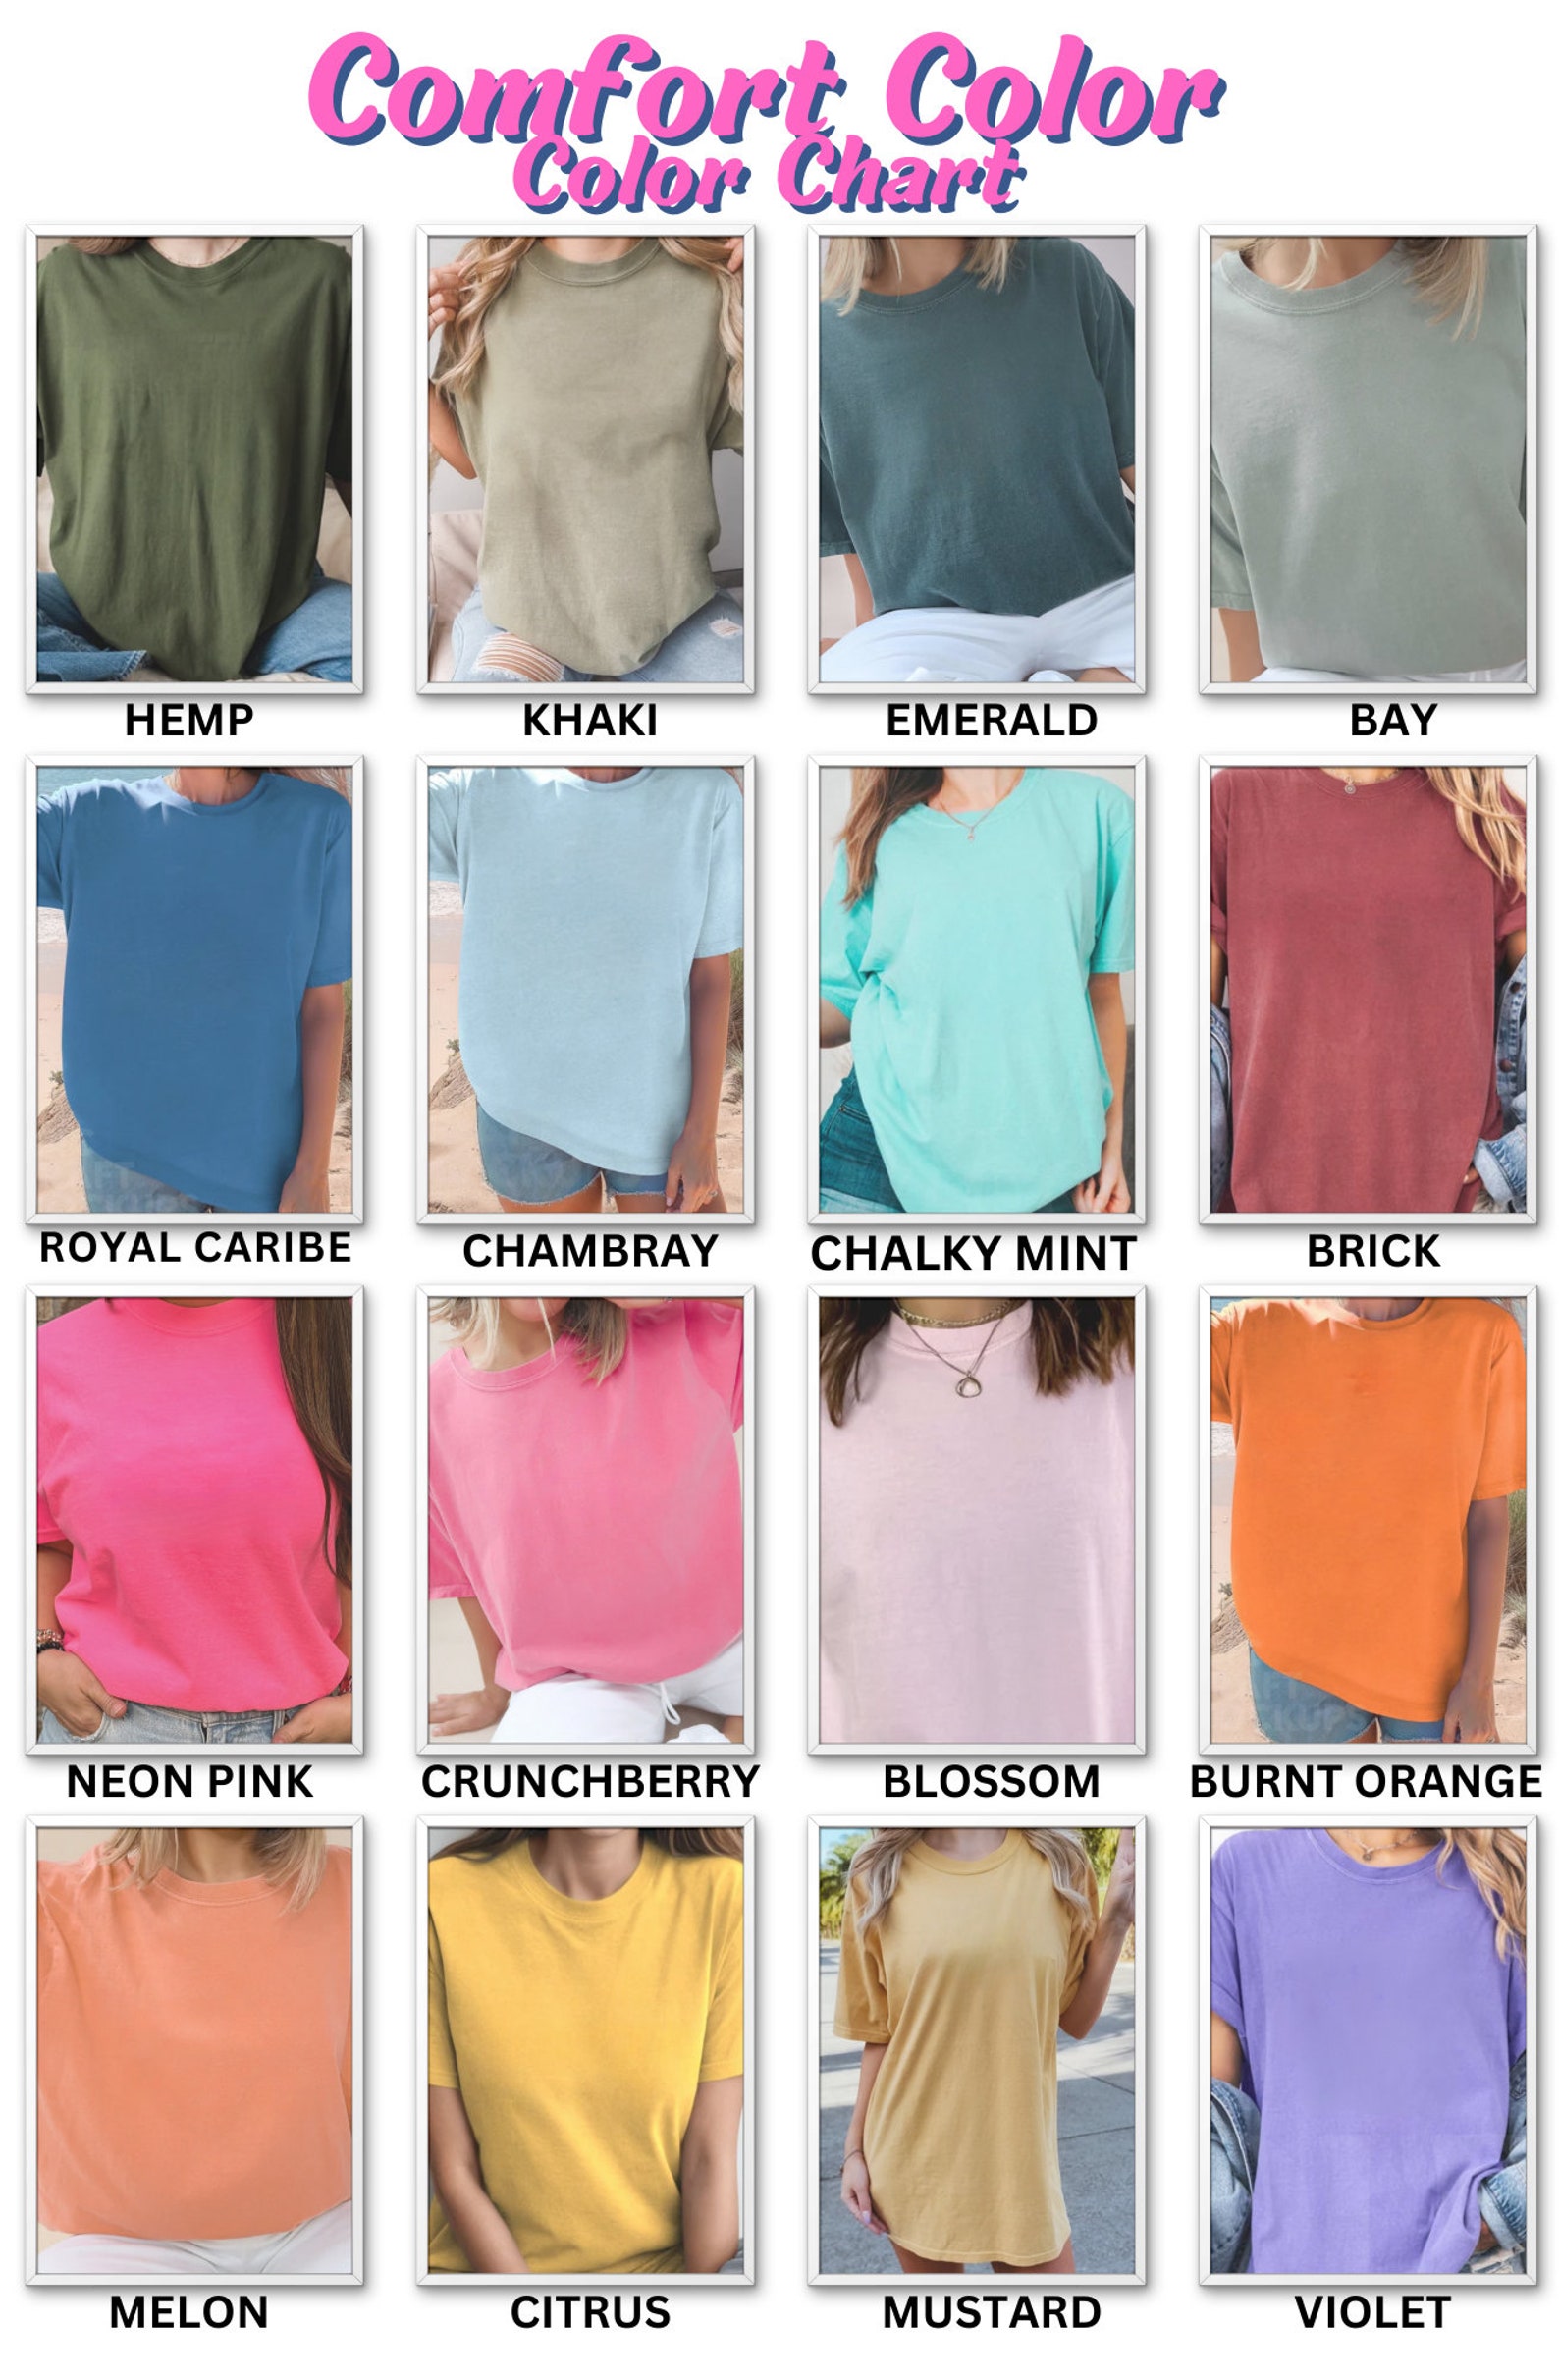 Comfort Color
Color Chart
HEMP
KHAKI
EMERALD
BAY
ROYAL CARIBE
CHAMBRAY
CHALKY MINT
BRICK
NEON PINK
CRUNCHBERRY
BLOSSOM
BURNT ORANGE
MELON
CITRUS
MUSTARD
VIOLET